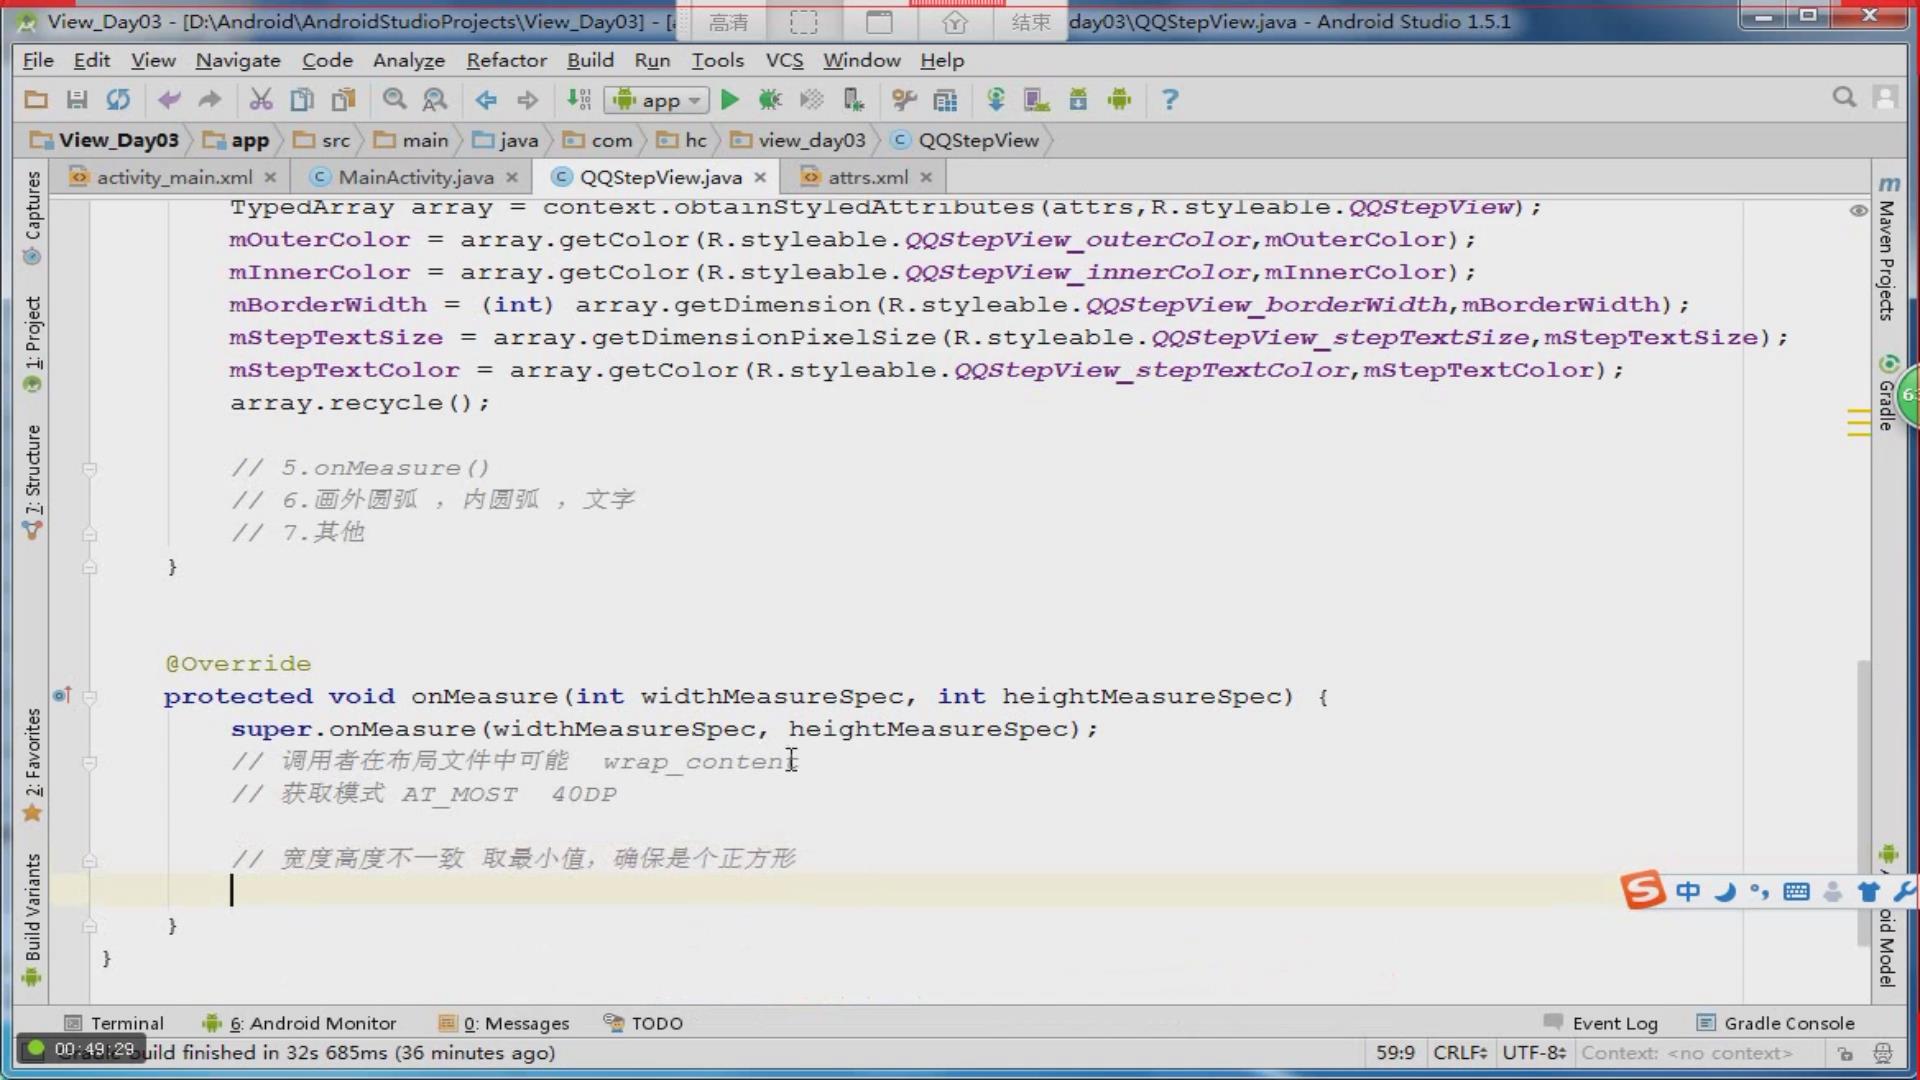 View_Day03 - [D:\Android\AndroidStudioProjects\View_Day03] - [
高清
结束
day03\QQStepView.java - Android Studio 1.5.1
File Edit View Navigate Code Analyze Refactor Build Run Tools VCS Window Help
app
View_Day03 app src main java com hc view_day03 QQStepView
activity_main.xml MainActivity.java QQStepView.java attrs.xml
TypedArray array = context.obtainStyledAttributes(attrs,R.styleable.QQStepView);
mOuterColor = array.getColor(R.styleable.QQStepView_outerColor,mOuterColor);
mInnerColor = array.getColor(R.styleable.QQStepView_innerColor,mInnerColor);
mBorderWidth = (int) array.getDimension(R.styleable.QQStepView_borderWidth,mBorderWidth);
mStepTextSize = array.getDimensionPixelSize(R.styleable.QQStepView_stepTextSize,mStepTextSize);
mStepTextColor = array.getColor(R.styleable.QQStepView_stepTextColor,mStepTextColor);
array.recycle();
// 5.onMeasure()
// 6.画外圆弧 ，内圆弧 ，文字
// 7.其他
}
@Override
protected void onMeasure(int widthMeasureSpec, int heightMeasureSpec) {
super.onMeasure(widthMeasureSpec, heightMeasureSpec);
// 调用者在布局文件中可能 wrap_content
// 获取模式 AT_MOST 40DP
// 宽度高度不一致 取最小值，确保是个正方形
}
}
Captures
1: Project
7: Structure
2: Favorites
Build Variants
m
Maven Projects
Gradle
oid Model
中
Terminal 6: Android Monitor 0: Messages TODO Event Log Gradle Console
00:49:29
build finished in 32s 685ms (36 minutes ago)
59:9 CRLF UTF-8 Context: <no context>